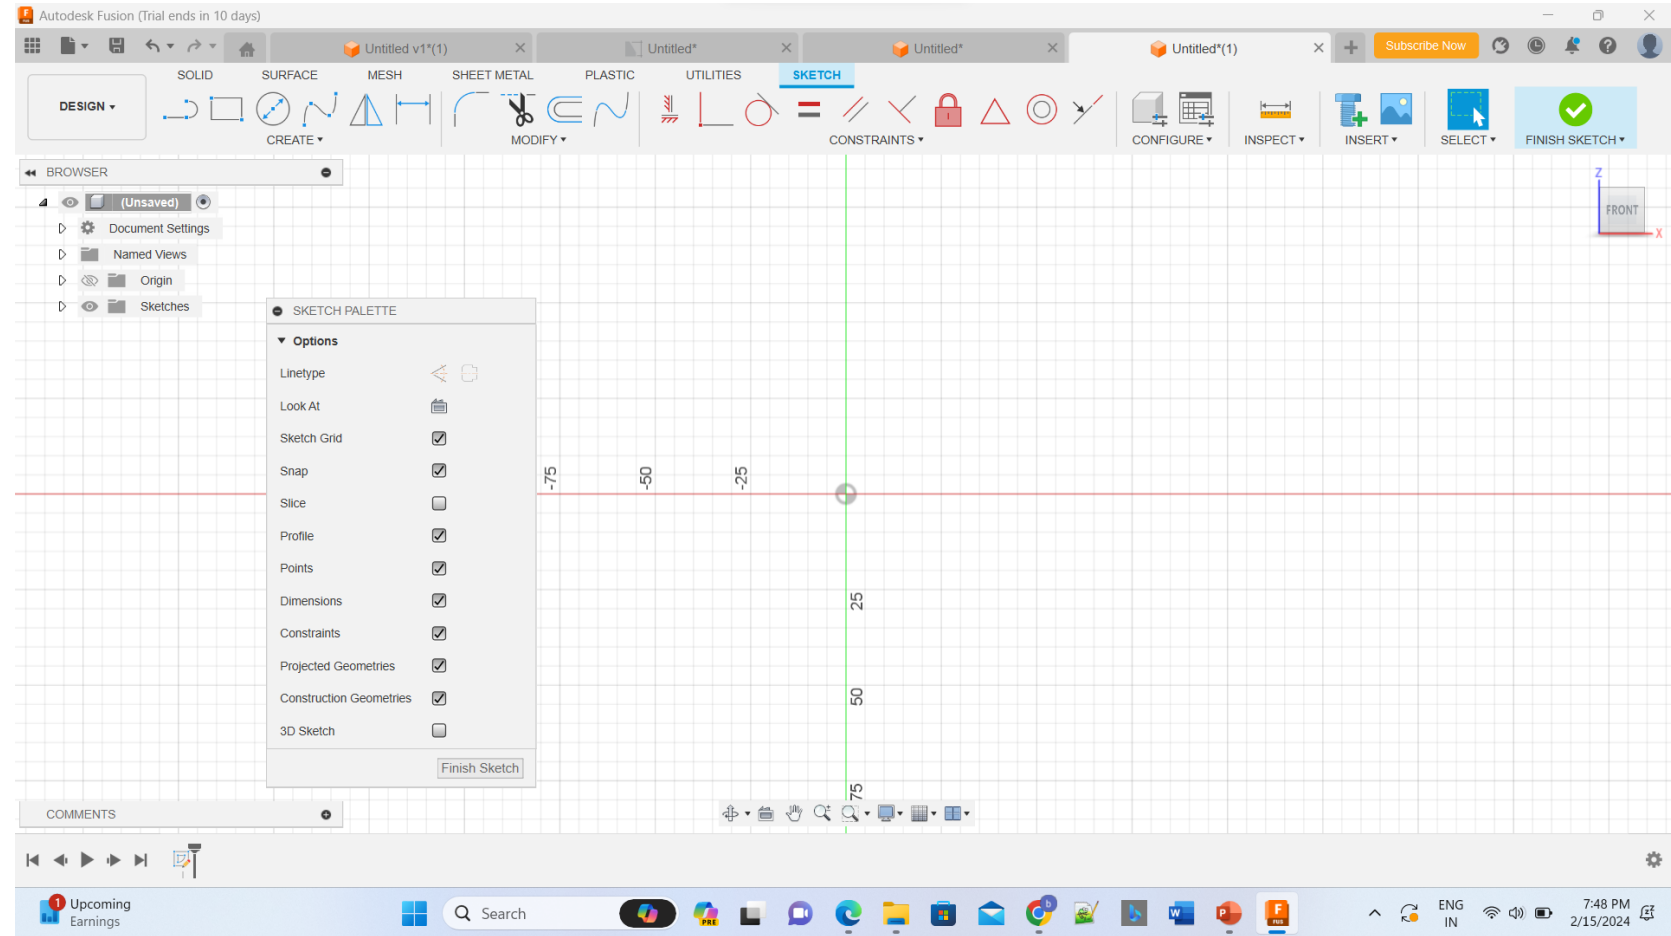 Autodesk Fusion (Trial ends in 10 days)
Untitled v1*(1)
Untitled*
Untitled*
Untitled*(1)
Subscribe Now
SOLID SURFACE MESH SHEET METAL PLASTIC UTILITIES SKETCH
DESIGN
CREATE MODIFY CONSTRAINTS CONFIGURE INSPECT INSERT SELECT FINISH SKETCH
BROWSER
(Unsaved)
Document Settings
Named Views
Origin
Sketches
Z
FRONT
X
SKETCH PALETTE
Options
Linetype
Look At
Sketch Grid
Snap
Slice
Profile
Points
Dimensions
Constraints
Projected Geometries
Construction Geometries
3D Sketch
Finish Sketch
-75
-50
-25
25
50
75
COMMENTS
1
Upcoming
Earnings
Search
PRE
ENG
IN
7:48 PM
2/15/2024